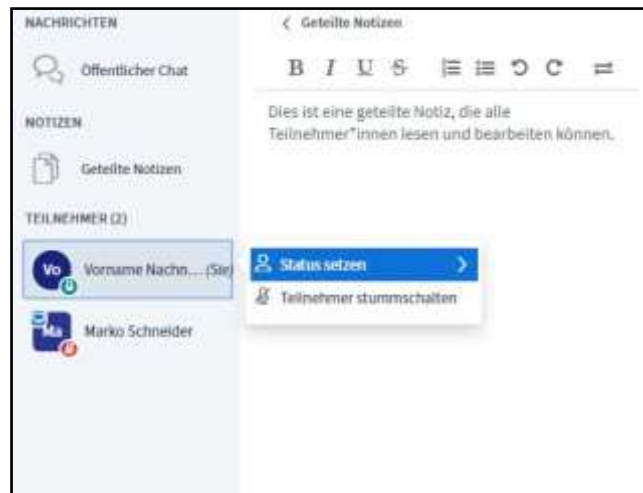 NACHRICHTEN
Öffentlicher Chat
NOTIZEN
Geteilte Notizen
TEILNEHMER (2)
Vo Vorname Nachn... (Sie)
Ma Marko Schneider
Geteilte Notizen
B I U S
Dies ist eine geteilte Notiz, die alle
Teilnehmer*innen lesen und bearbeiten können.
Status setzen
Teilnehmer stummschalten